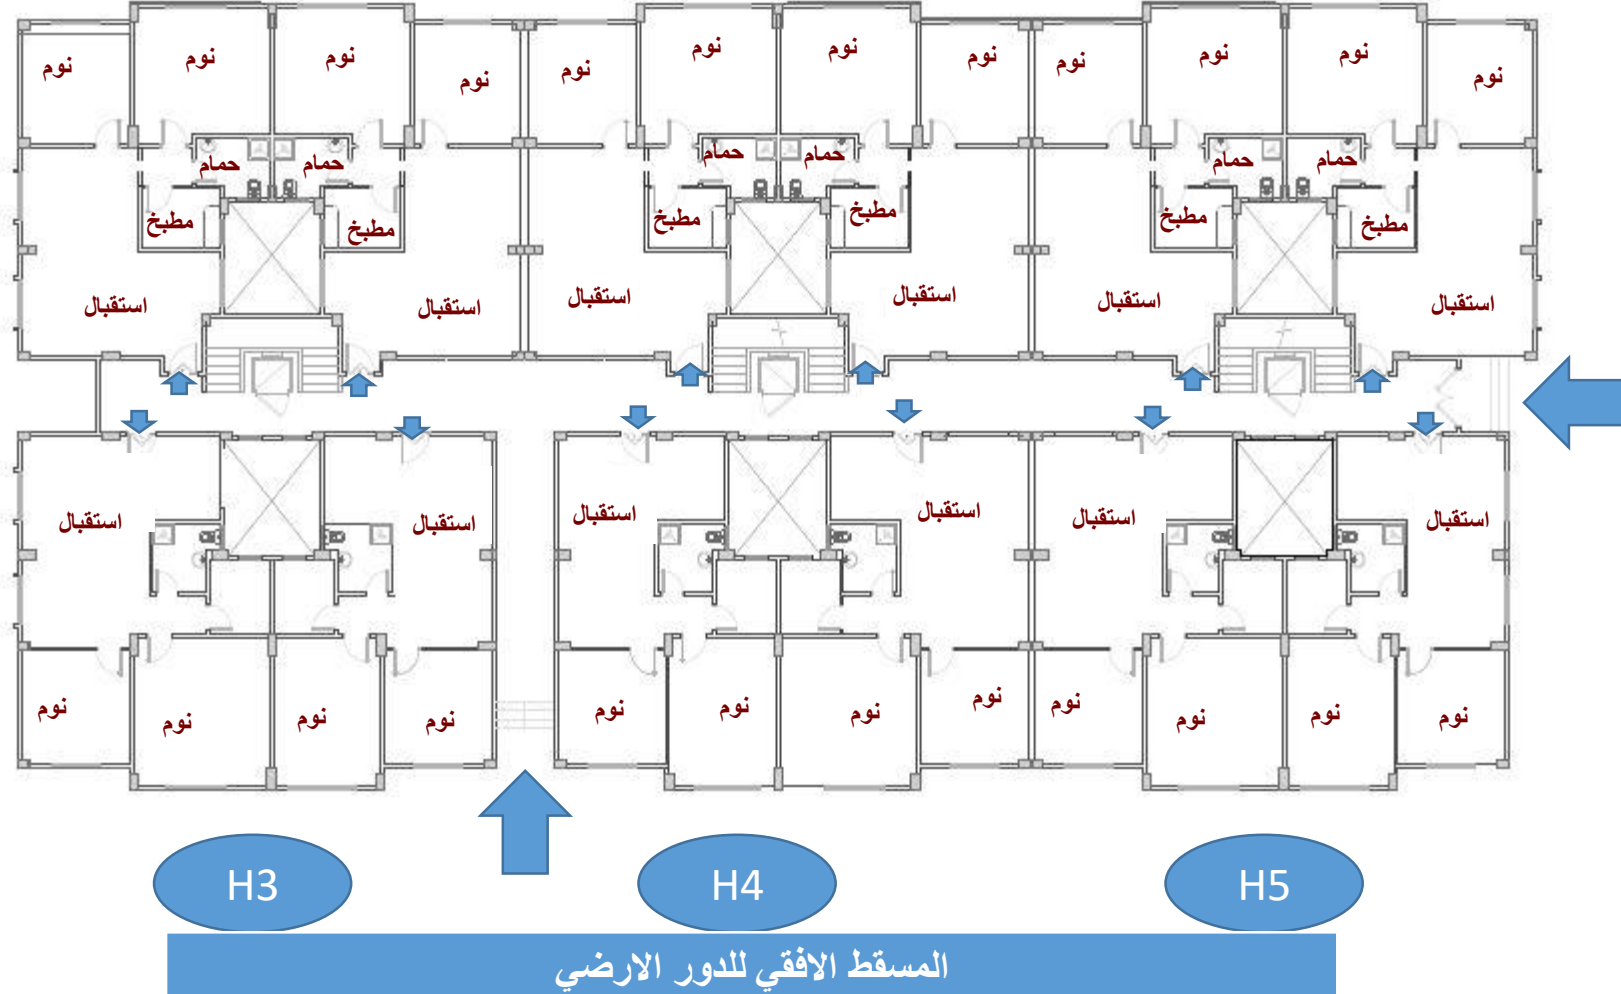 نوم نوم نوم نوم نوم نوم نوم نوم نوم نوم نوم نوم
حمام حمام حمام حمام حمام حمام
مطبخ مطبخ مطبخ مطبخ مطبخ مطبخ
استقبال استقبال استقبال استقبال استقبال استقبال
استقبال استقبال استقبال استقبال استقبال استقبال
نوم نوم نوم نوم نوم نوم نوم نوم نوم نوم نوم نوم
H3 H4 H5
المسقط الافقي للدور الارضي